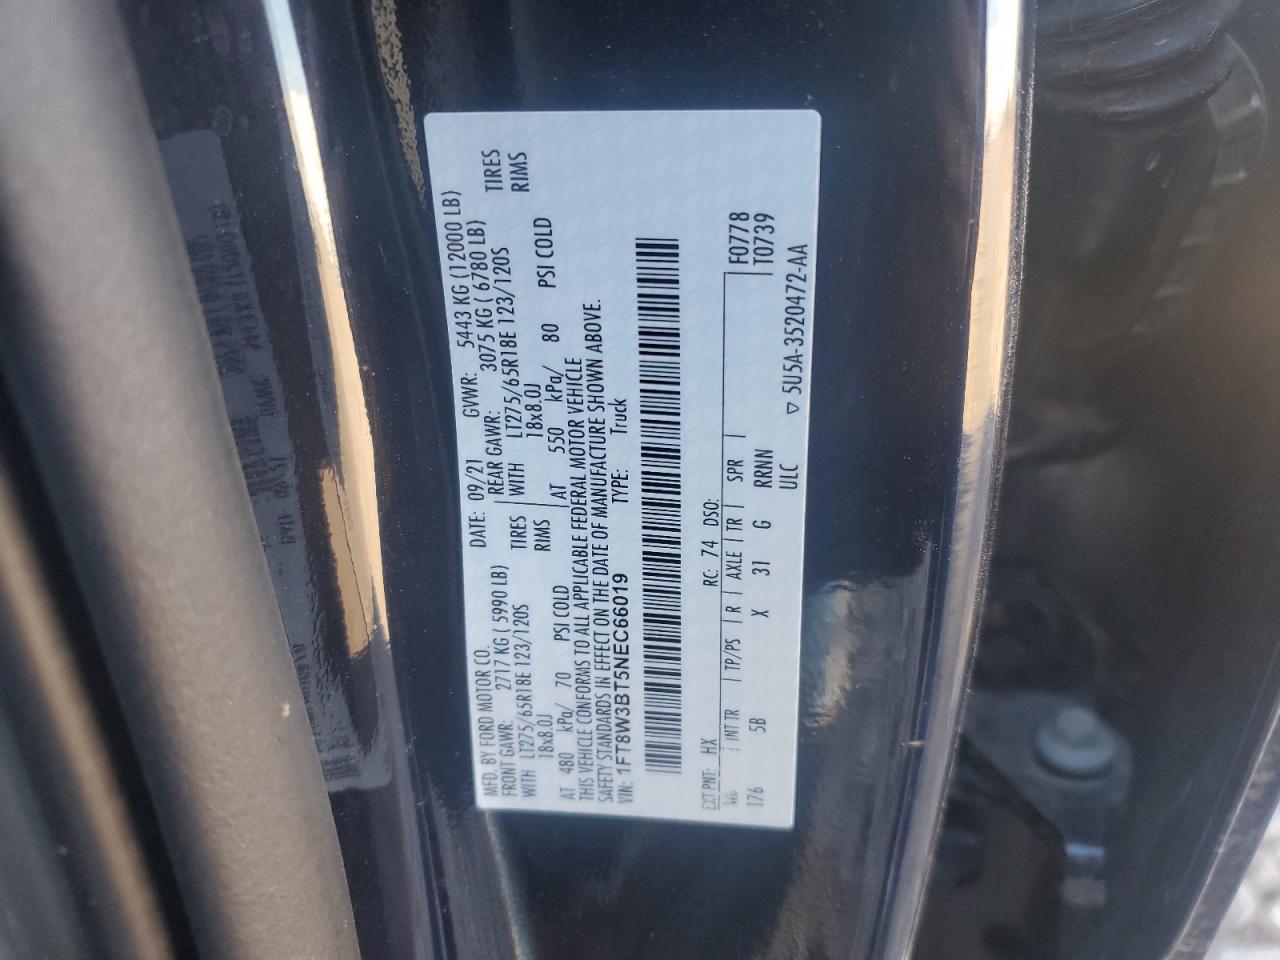 MFD. BY FORD MOTOR CO.
DATE: 09/21 GVWR: 5443 KG (12000 LB)
FRONT GAWR: 2717 KG ( 5990 LB)
REAR GAWR: 3075 KG ( 6780 LB)
WITH LT275/65R18E 123/120S TIRES
WITH LT275/65R18E 123/120S TIRES
18x8.0J RIMS
18x8.0J RIMS
AT 480 kPa/ 70 PSI COLD
AT 550 kPa/ 80 PSI COLD
THIS VEHICLE CONFORMS TO ALL APPLICABLE FEDERAL MOTOR VEHICLE
SAFETY STANDARDS IN EFFECT ON THE DATE OF MANUFACTURE SHOWN ABOVE.
VIN: 1FT8W3BT5NEC66019 TYPE: Truck
EXT PNT: HX RC: 74 DSO:
WB INT TR TP/PS R AXLE TR SPR F0778
176 5B X 31 G RRNN T0739
ULC ▽ 5U5A-3520472-AA